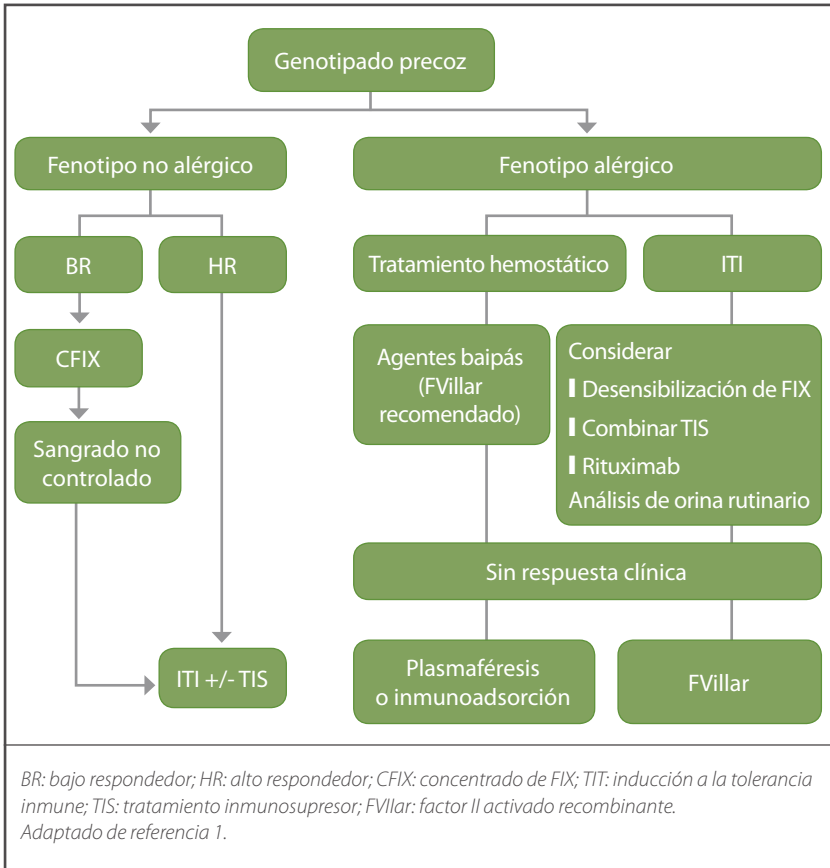 Genotipado precoz
Fenotipo no alérgico
Fenotipo alérgico
BR
HR
Tratamiento hemostático
ITI
CFIX
Agentes baipás
(FVillar
recomendado)
Considerar
❙ Desensibilización de FIX
❙ Combinar TIS
❙ Rituximab
Análisis de orina rutinario
Sangrado no
controlado
Sin respuesta clínica
ITI +/- TIS
Plasmaféresis
o inmunoadsorción
FVillar
BR: bajo respondedor; HR: alto respondedor; CFIX: concentrado de FIX; TIT: inducción a la tolerancia
inmune; TIS: tratamiento inmunosupresor; FVIIar: factor II activado recombinante.
Adaptado de referencia 1.